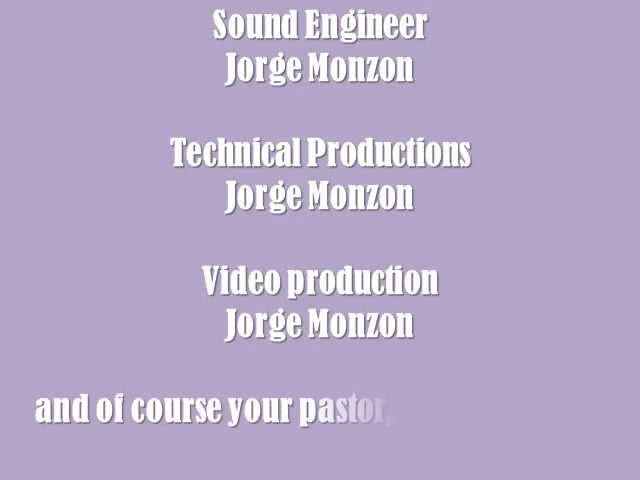 Sound Engineer
Jorge Monzon
Technical Productions
Jorge Monzon
Video production
Jorge Monzon
and of course your pastor,